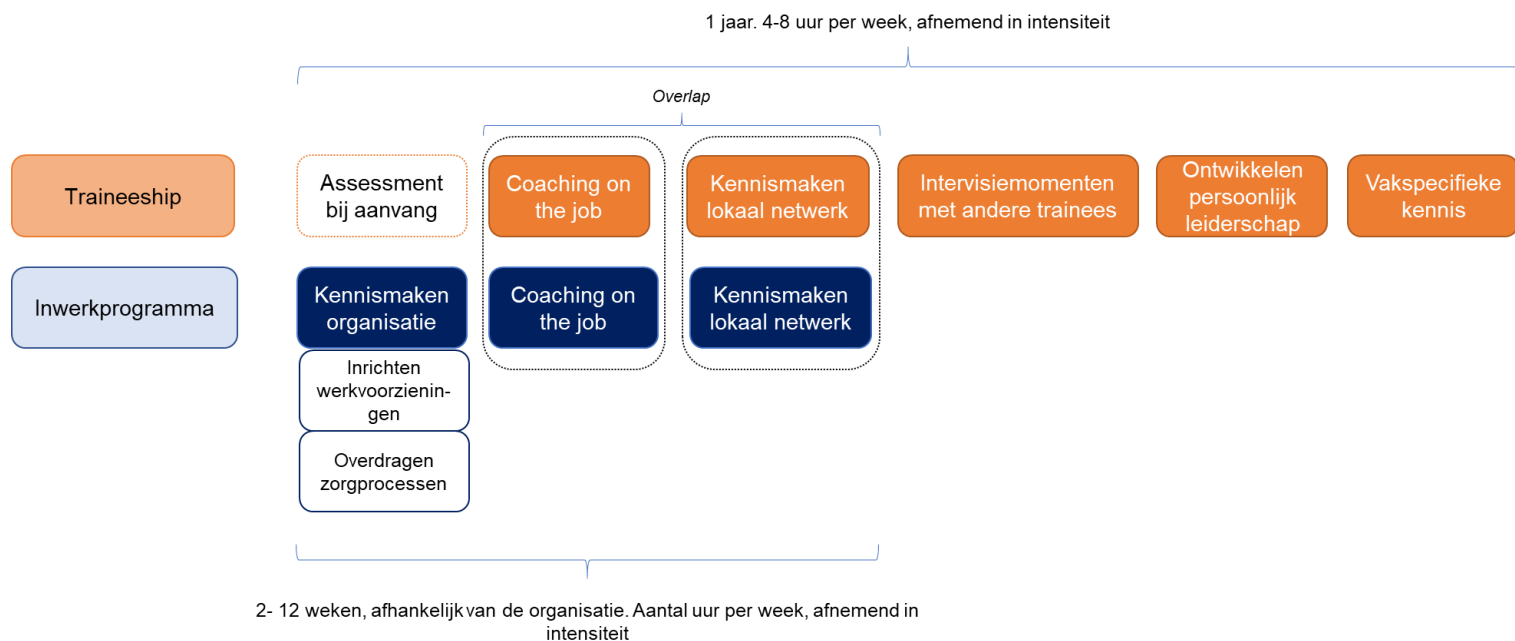 1 jaar. 4-8 uur per week, afnemend in intensiteit
Overlap
Traineeship
Assessment
bij aanvang
Coaching on
the job
Kennismaken
lokaal netwerk
Intervisiemomenten
met andere trainees
Ontwikkelen
persoonlijk
leiderschap
Vakspecifieke
kennis
Inwerkprogramma
Kennismaken
organisatie
Coaching on
the job
Kennismaken
lokaal netwerk
Inrichten
werkvoorzienin-
gen
Overdragen
zorgprocessen
2- 12 weken, afhankelijk van de organisatie. Aantal uur per week, afnemend in
intensiteit